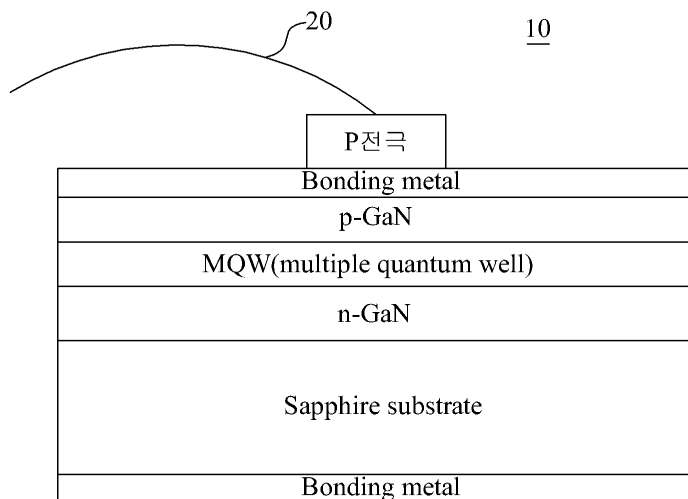 20
10
P전극
Bonding metal
p-GaN
MQW(multiple quantum well)
n-GaN
Sapphire substrate
Bonding metal